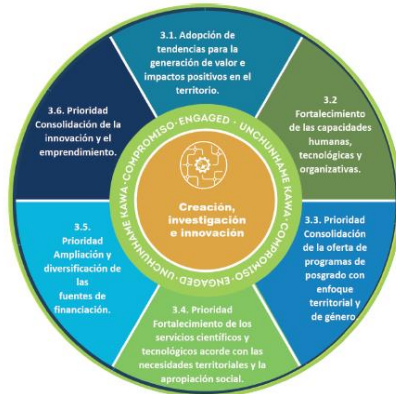 3.1. Adopción de
tendencias para la
generación de valor e
impactos positivos en el
territorio.
3.2
Fortalecimiento
de las capacidades
humanas,
tecnológicas y
organizativas.
3.3. Prioridad
Consolidación
de la oferta de
programas de
posgrado con
enfoque
territorial y
de género.
3.4. Prioridad
Fortalecimiento de los
servicios científicos y
tecnológicos acorde con las
necesidades territoriales y la
apropiación social.
3.5.
Prioridad
Ampliación y
diversificación de
las
fuentes de
financiación.
3.6. Prioridad
Consolidación de la
innovación y el
emprendimiento.
COMPROMISO·ENGAGED·UNCHUNHAME KAWA·COMPROMISO·ENGAGED·UNCHUNHAME KAWA·
Creación,
investigación
e innovación